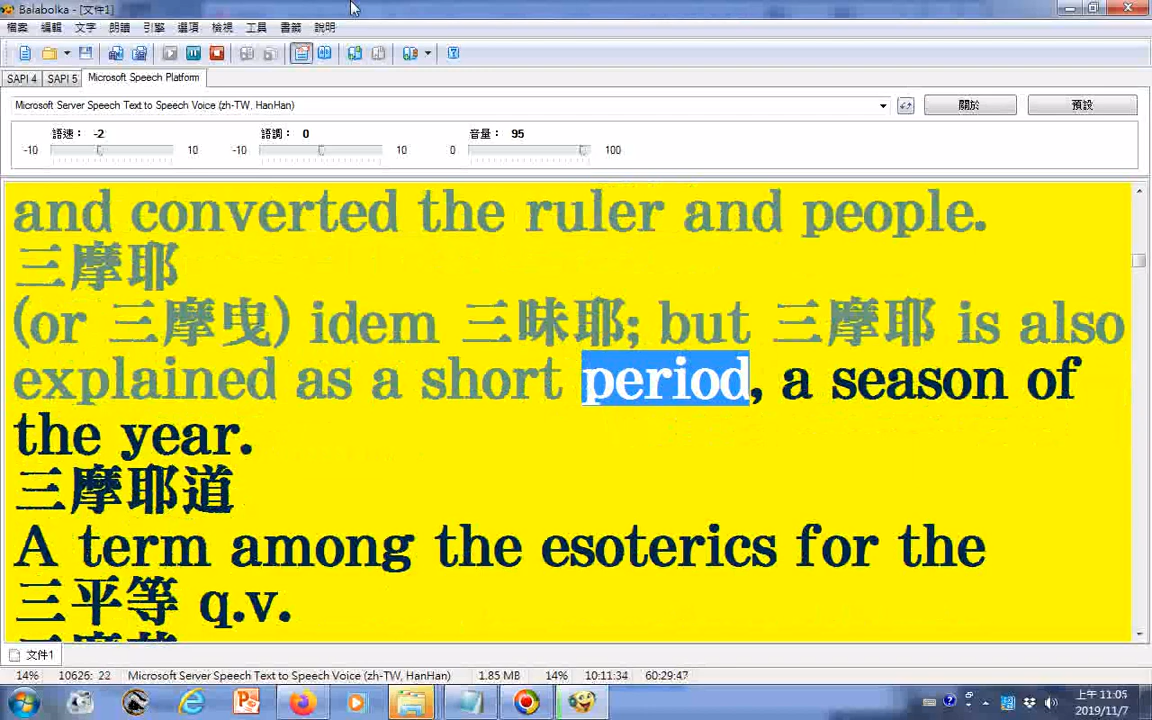 Balabolka - [文件1]
檔案 編輯 文字 朗讀 引擎 選項 檢視 工具 書籤 說明
SAPI 4 SAPI 5 Microsoft Speech Platform
Microsoft Server Speech Text to Speech Voice (zh-TW, HanHan) 關於 預設
語速： -2 語調： 0 音量： 95
-10 10 -10 10 0 100
and converted the ruler and people.
三摩耶
(or 三摩曳) idem 三昧耶; but 三摩耶 is also
explained as a short period, a season of
the year.
三摩耶道
A term among the esoterics for the
三平等 q.v.
文件1
14% 10626: 22 Microsoft Server Speech Text to Speech Voice (zh-TW, HanHan) 1.85 MB 14% 10:11:34 60:29:47
上午 11:05
2019/11/7